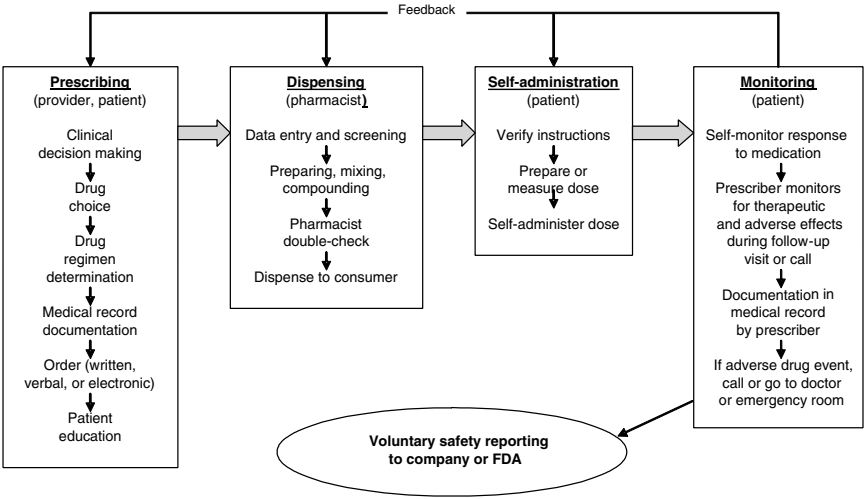 Feedback
Prescribing
(provider, patient)
Clinical
decision making
Drug
choice
Drug
regimen
determination
Medical record
documentation
Order (written,
verbal, or electronic)
Patient
education
Dispensing
(pharmacist)
Data entry and screening
Preparing, mixing,
compounding
Pharmacist
double-check
Dispense to consumer
Self-administration
(patient)
Verify instructions
Prepare or
measure dose
Self-administer dose
Monitoring
(patient)
Self-monitor response
to medication
Prescriber monitors
for therapeutic
and adverse effects
during follow-up
visit or call
Documentation in
medical record
by prescriber
If adverse drug event,
call or go to doctor
or emergency room
Voluntary safety reporting
to company or FDA